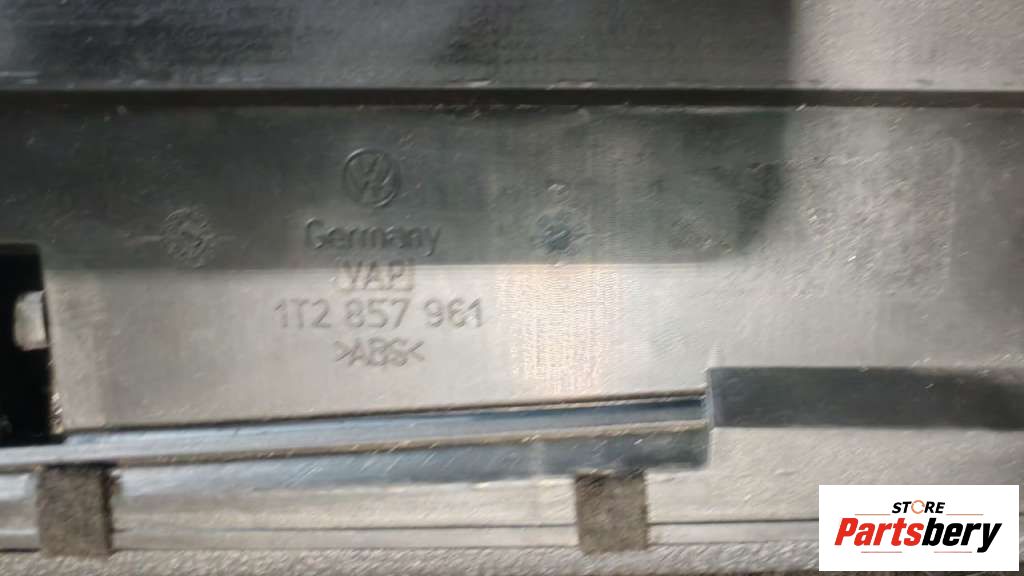 Germany
VAP
1T2 857 961
>ABS<
STORE
Partsbery